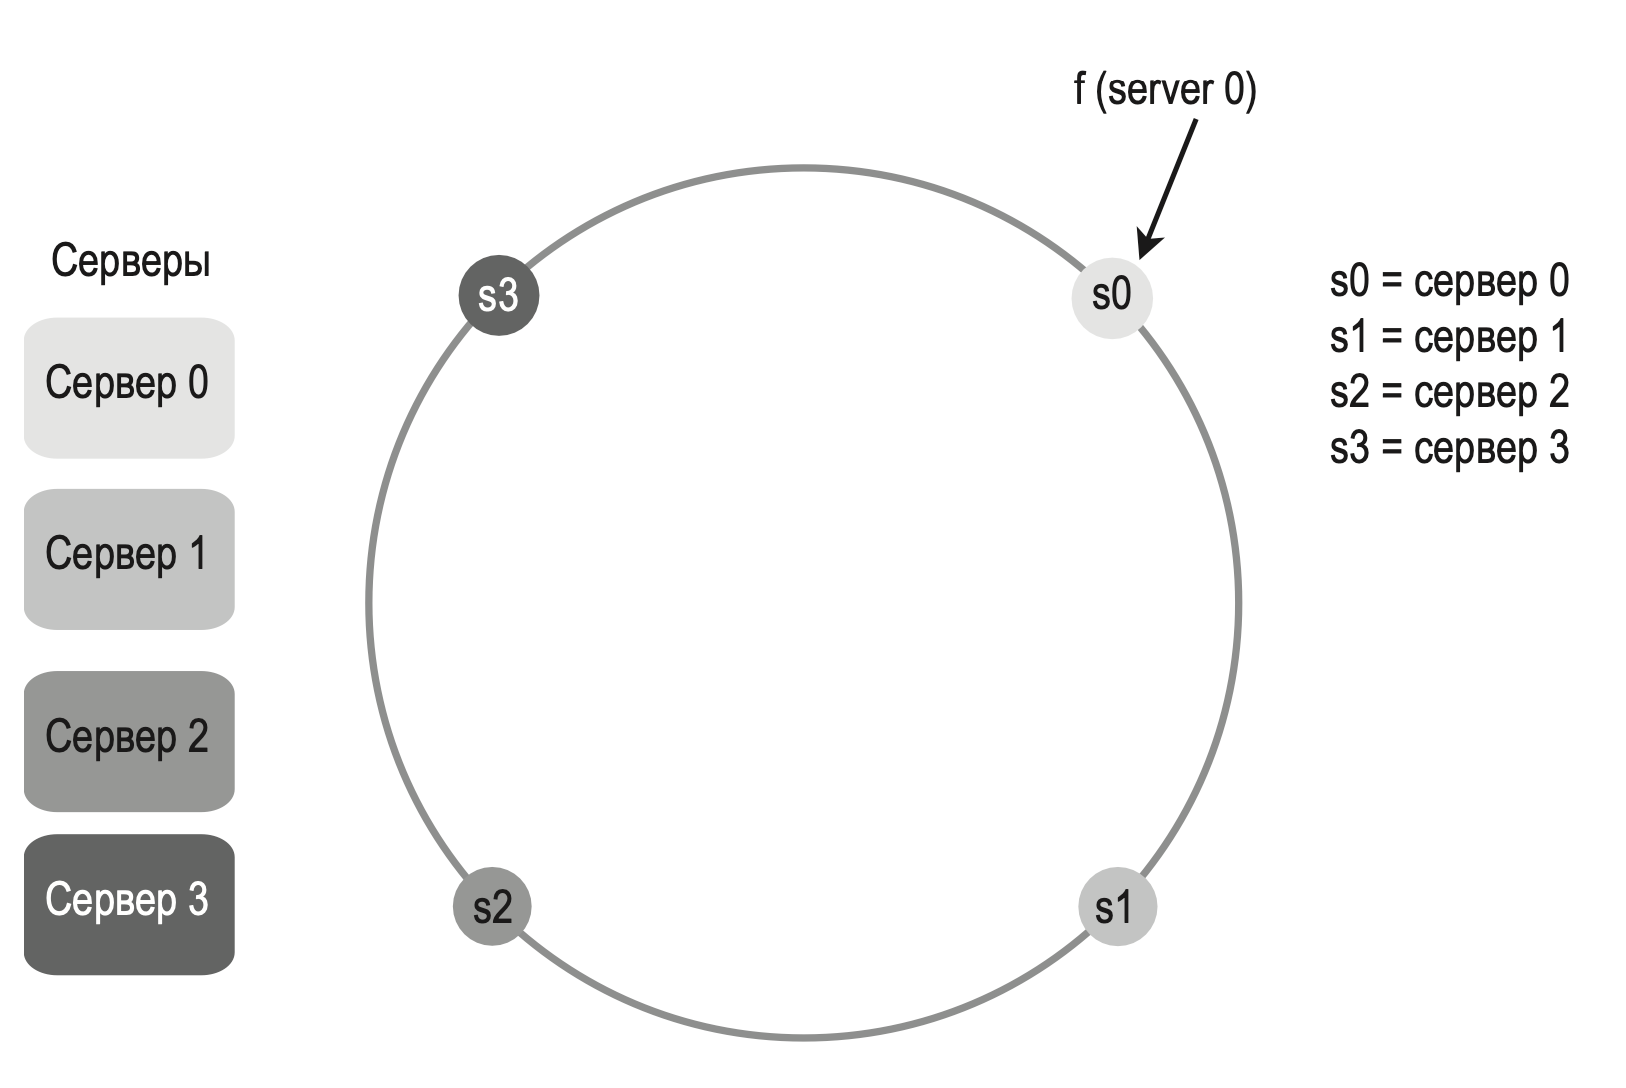 f (server 0)
Серверы
Сервер 0
Сервер 1
Сервер 2
Сервер 3
s3
s0
s2
s1
s0 = сервер 0
s1 = сервер 1
s2 = сервер 2
s3 = сервер 3